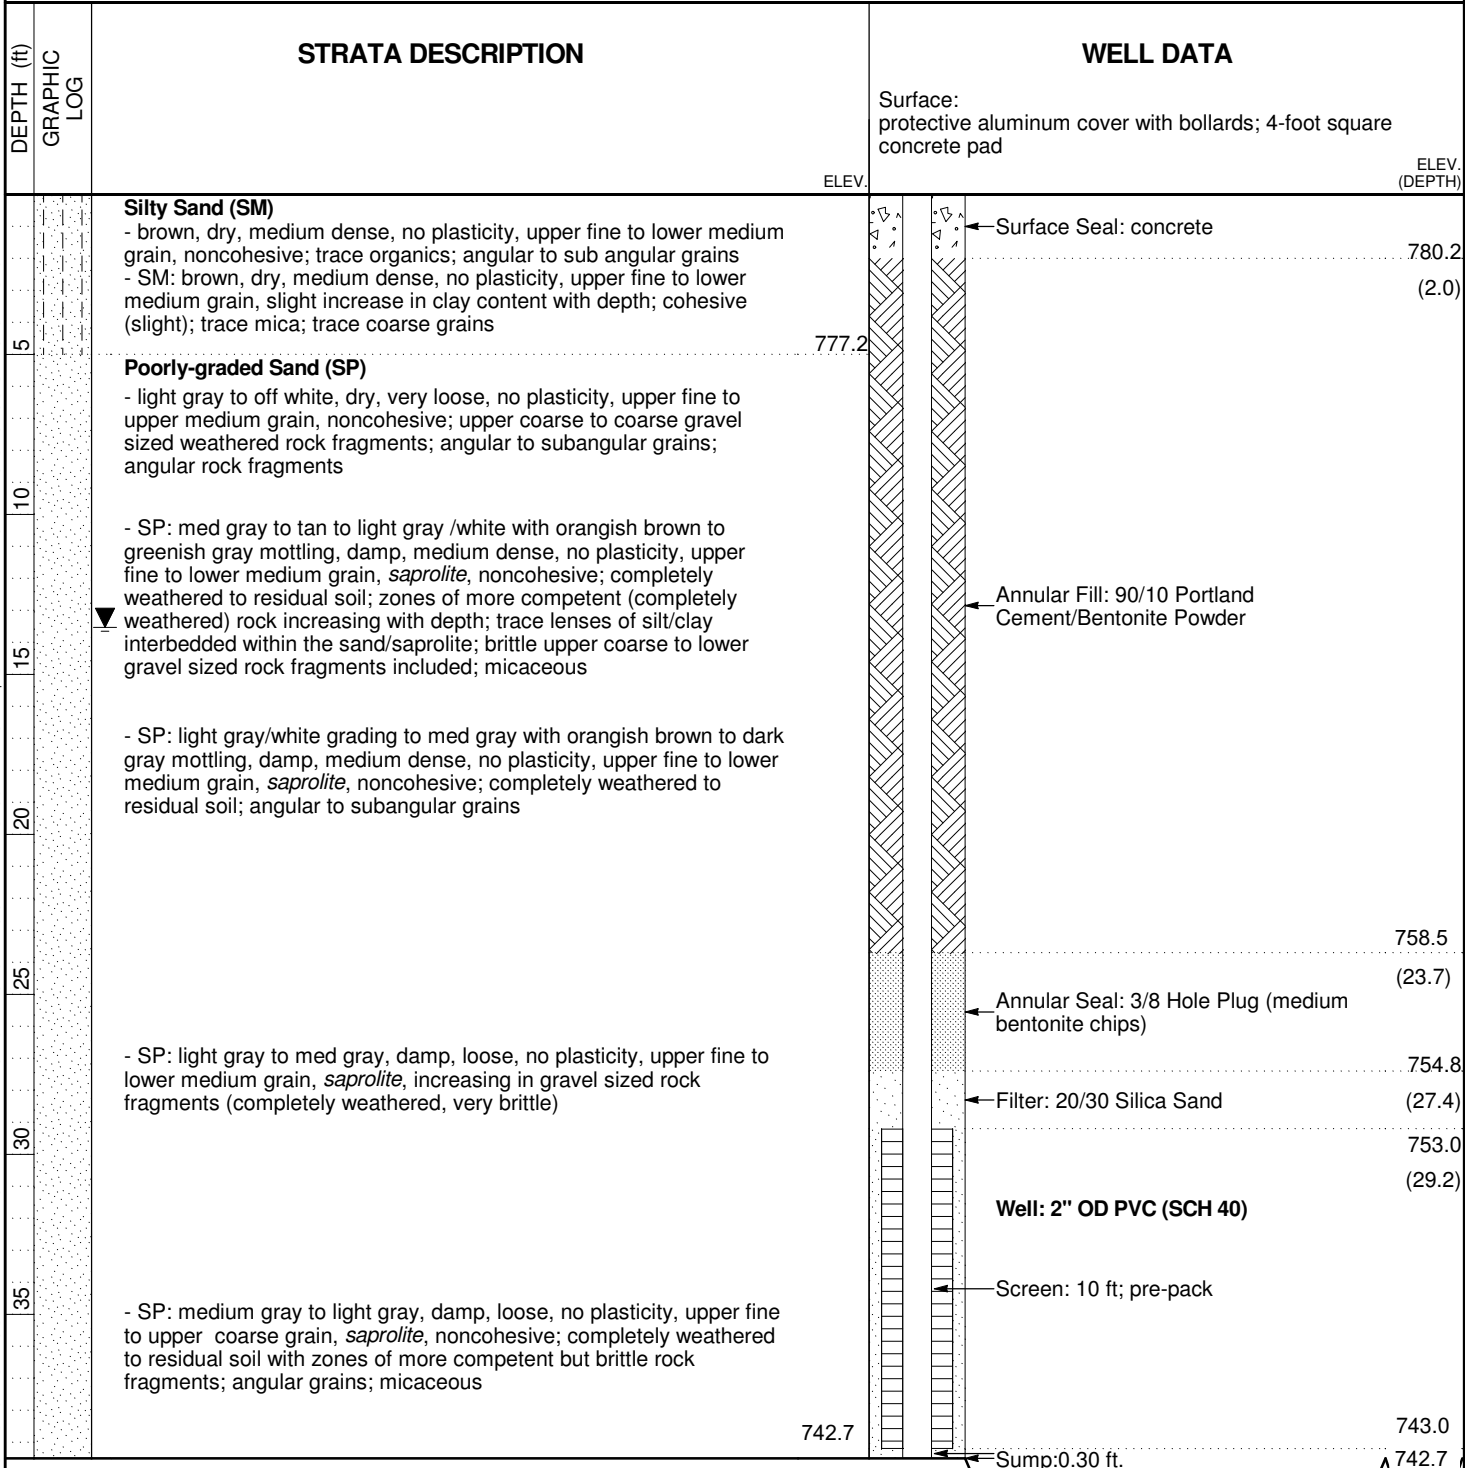 DEPTH (ft)
GRAPHIC
LOG
STRATA DESCRIPTION
ELEV.
WELL DATA
Surface:
protective aluminum cover with bollards; 4-foot square
concrete pad
ELEV.
(DEPTH)
Silty Sand (SM)
- brown, dry, medium dense, no plasticity, upper fine to lower medium
grain, noncohesive; trace organics; angular to sub angular grains
- SM: brown, dry, medium dense, no plasticity, upper fine to lower
medium grain, slight increase in clay content with depth; cohesive
(slight); trace mica; trace coarse grains
777.2
5
Poorly-graded Sand (SP)
- light gray to off white, dry, very loose, no plasticity, upper fine to
upper medium grain, noncohesive; upper coarse to coarse gravel
sized weathered rock fragments; angular to subangular grains;
angular rock fragments
10
- SP: med gray to tan to light gray /white with orangish brown to
greenish gray mottling, damp, medium dense, no plasticity, upper
fine to lower medium grain, saprolite, noncohesive; completely
weathered to residual soil; zones of more competent (completely
weathered) rock increasing with depth; trace lenses of silt/clay
interbedded within the sand/saprolite; brittle upper coarse to lower
gravel sized rock fragments included; micaceous
15
- SP: light gray/white grading to med gray with orangish brown to dark
gray mottling, damp, medium dense, no plasticity, upper fine to lower
medium grain, saprolite, noncohesive; completely weathered to
residual soil; angular to subangular grains
20
25
- SP: light gray to med gray, damp, loose, no plasticity, upper fine to
lower medium grain, saprolite, increasing in gravel sized rock
fragments (completely weathered, very brittle)
30
35
- SP: medium gray to light gray, damp, loose, no plasticity, upper fine
to upper coarse grain, saprolite, noncohesive; completely weathered
to residual soil with zones of more competent but brittle rock
fragments; angular grains; micaceous
742.7
Surface Seal: concrete
780.2
(2.0)
Annular Fill: 90/10 Portland
Cement/Bentonite Powder
758.5
(23.7)
Annular Seal: 3/8 Hole Plug (medium
bentonite chips)
754.8
Filter: 20/30 Silica Sand
(27.4)
753.0
(29.2)
Well: 2" OD PVC (SCH 40)
Screen: 10 ft; pre-pack
743.0
Sump:0.30 ft.
742.7